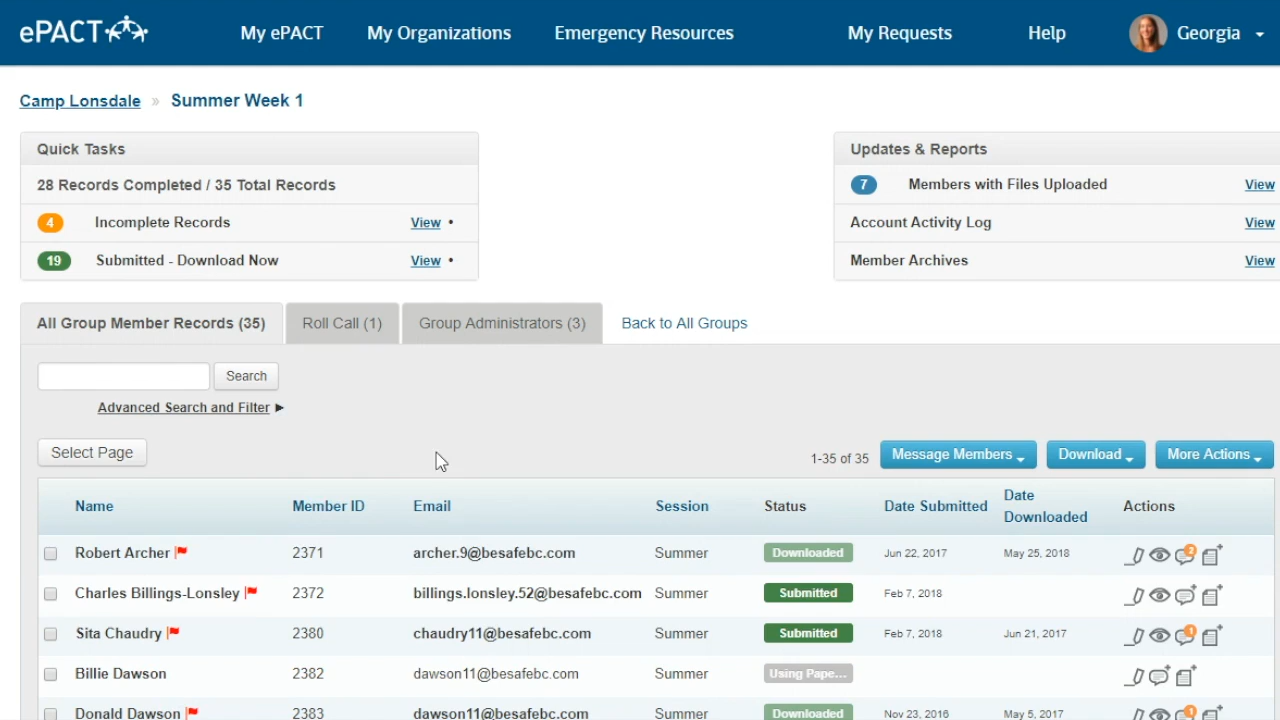 ePACT My ePACT My Organizations Emergency Resources My Requests Help Georgia
Camp Lonsdale » Summer Week 1
Quick Tasks
28 Records Completed / 35 Total Records
4 Incomplete Records View •
19 Submitted - Download Now View •
Updates & Reports
7 Members with Files Uploaded View
Account Activity Log View
Member Archives View
All Group Member Records (35) Roll Call (1) Group Administrators (3) Back to All Groups
Search
Advanced Search and Filter ▶
Select Page 1-35 of 35 Message Members Download More Actions
Name Member ID Email Session Status Date Submitted Date Downloaded Actions
Robert Archer 2371 archer.9@besafebc.com Summer Downloaded Jun 22, 2017 May 25, 2018 2
Charles Billings-Lonsley 2372 billings.lonsley.52@besafebc.com Summer Submitted Feb 7, 2018
Sita Chaudry 2380 chaudry11@besafebc.com Summer Submitted Feb 7, 2018 Jun 21, 2017 1
Billie Dawson 2382 dawson11@besafebc.com Summer Using Pape...
Donald Dawson 2383 dawson11@besafebc.com Summer Downloaded Nov 23, 2016 May 5, 2017 1